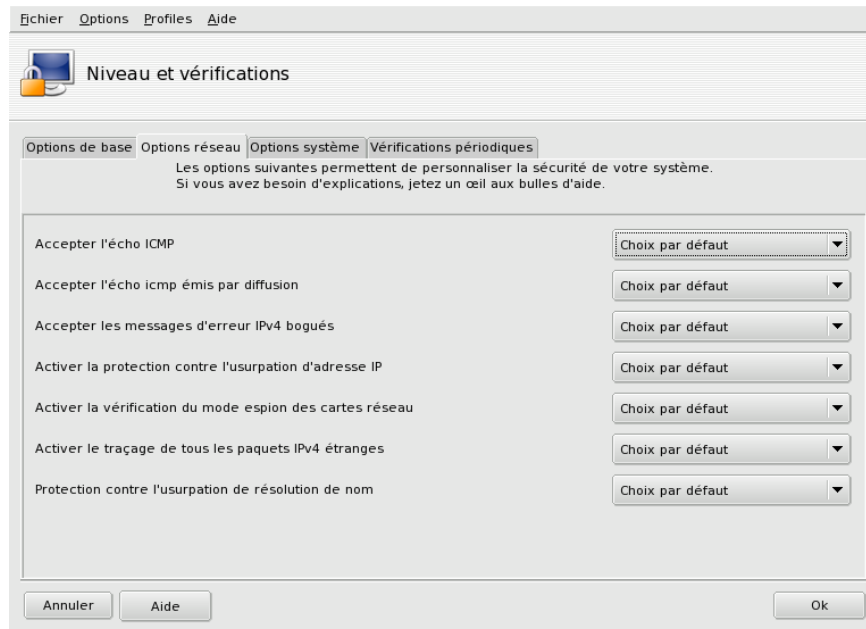 Fichier Options Profiles Aide
Niveau et vérifications
Options de base Options réseau Options système Vérifications périodiques
Les options suivantes permettent de personnaliser la sécurité de votre système.
Si vous avez besoin d'explications, jetez un œil aux bulles d'aide.
Accepter l'écho ICMP Choix par défaut
Accepter l'écho icmp émis par diffusion Choix par défaut
Accepter les messages d'erreur IPv4 bogués Choix par défaut
Activer la protection contre l'usurpation d'adresse IP Choix par défaut
Activer la vérification du mode espion des cartes réseau Choix par défaut
Activer le traçage de tous les paquets IPv4 étranges Choix par défaut
Protection contre l'usurpation de résolution de nom Choix par défaut
Annuler Aide Ok